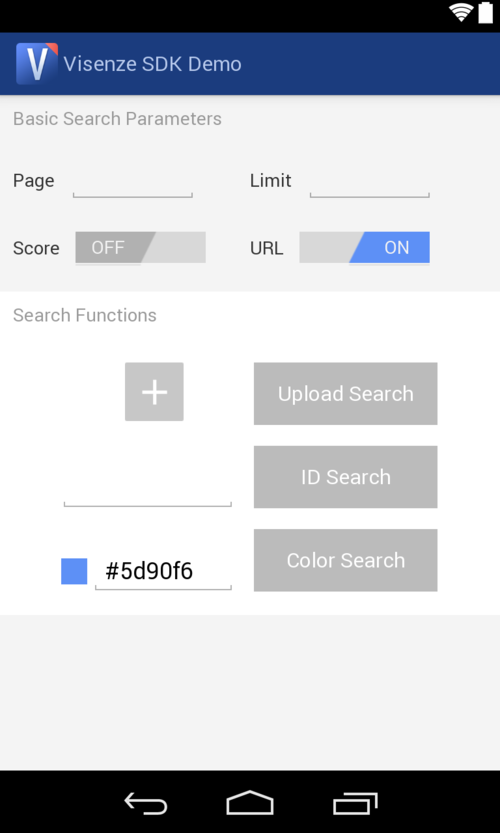 V Visenze SDK Demo
Basic Search Parameters
Page Limit
Score OFF URL ON
Search Functions
+ Upload Search
ID Search
#5d90f6 Color Search